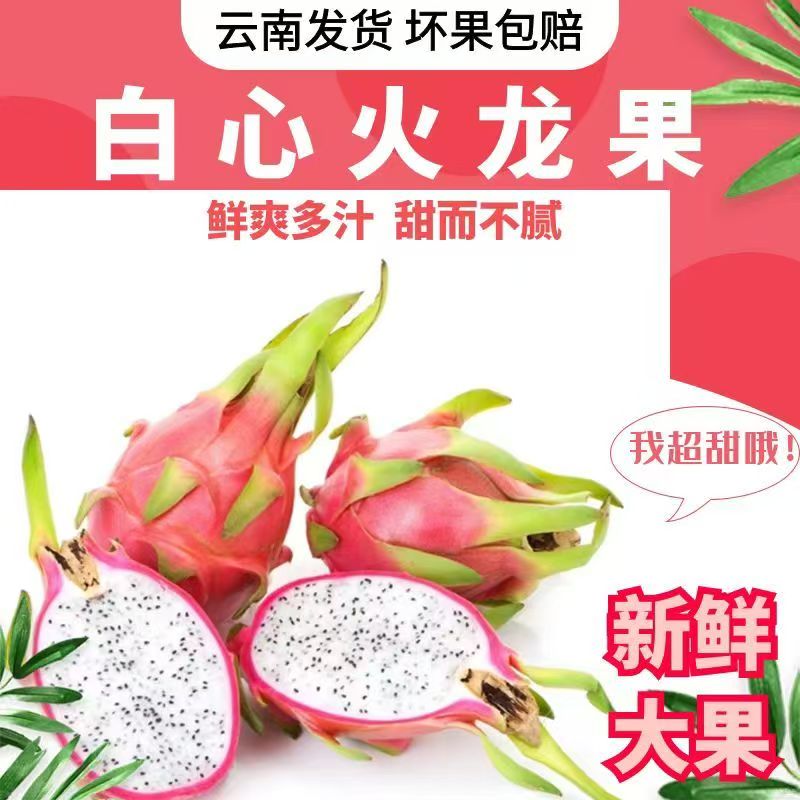 云南发货 坏果包赔
白心火龙果
鲜爽多汁 甜而不腻
我超甜哦!
新鲜
大果